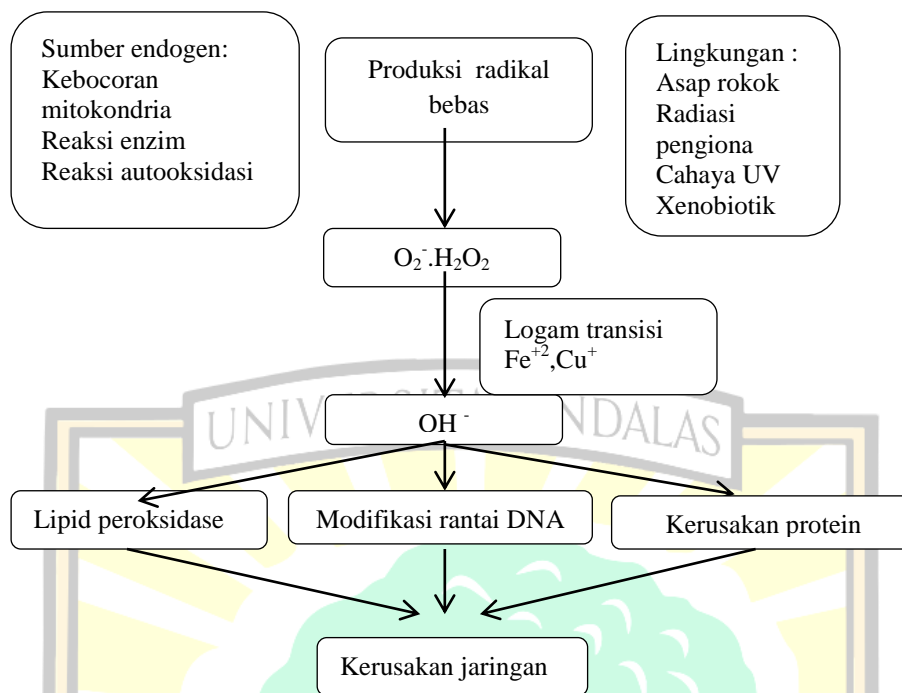 Sumber endogen:
Kebocoran
mitokondria
Reaksi enzim
Reaksi autooksidasi
Produksi radikal
bebas
Lingkungan :
Asap rokok
Radiasi
pengiona
Cahaya UV
Xenobiotik
O₂⁻.H₂O₂
Logam transisi
Fe⁺²,Cu⁺
OH ⁻
Lipid peroksidase
Modifikasi rantai DNA
Kerusakan protein
Kerusakan jaringan